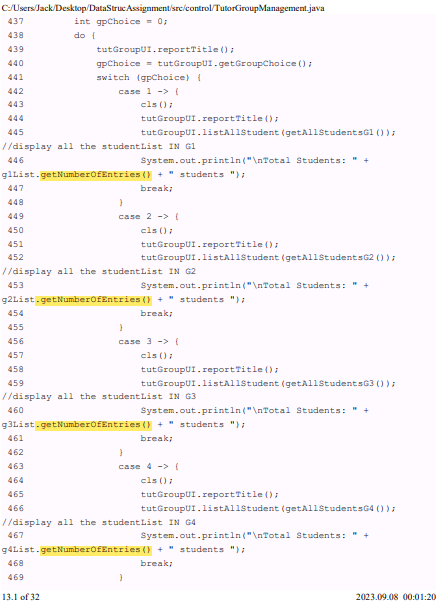 C:/Users/Jack/Desktop/DataStrucAssignment/src/control/TutorGroupManagement.java
437 int gpChoice = 0;
438 do {
439 tutGroupUI.reportTitle();
440 gpChoice = tutGroupUI.getGroupChoice();
441 switch (gpChoice) {
442 case 1 -> {
443 cls();
444 tutGroupUI.reportTitle();
445 tutGroupUI.listAllStudent(getAllStudentsG1());
//display all the studentList IN G1
446 System.out.println("\nTotal Students: " +
g1List.getNumberOfEntries() + " students ");
447 break;
448 }
449 case 2 -> {
450 cls();
451 tutGroupUI.reportTitle();
452 tutGroupUI.listAllStudent(getAllStudentsG2());
//display all the studentList IN G2
453 System.out.println("\nTotal Students: " +
g2List.getNumberOfEntries() + " students ");
454 break;
455 }
456 case 3 -> {
457 cls();
458 tutGroupUI.reportTitle();
459 tutGroupUI.listAllStudent(getAllStudentsG3());
//display all the studentList IN G3
460 System.out.println("\nTotal Students: " +
g3List.getNumberOfEntries() + " students ");
461 break;
462 }
463 case 4 -> {
464 cls();
465 tutGroupUI.reportTitle();
466 tutGroupUI.listAllStudent(getAllStudentsG4());
//display all the studentList IN G4
467 System.out.println("\nTotal Students: " +
g4List.getNumberOfEntries() + " students ");
468 break;
469 }
13.1 of 32 2023.09.08 00:01:20